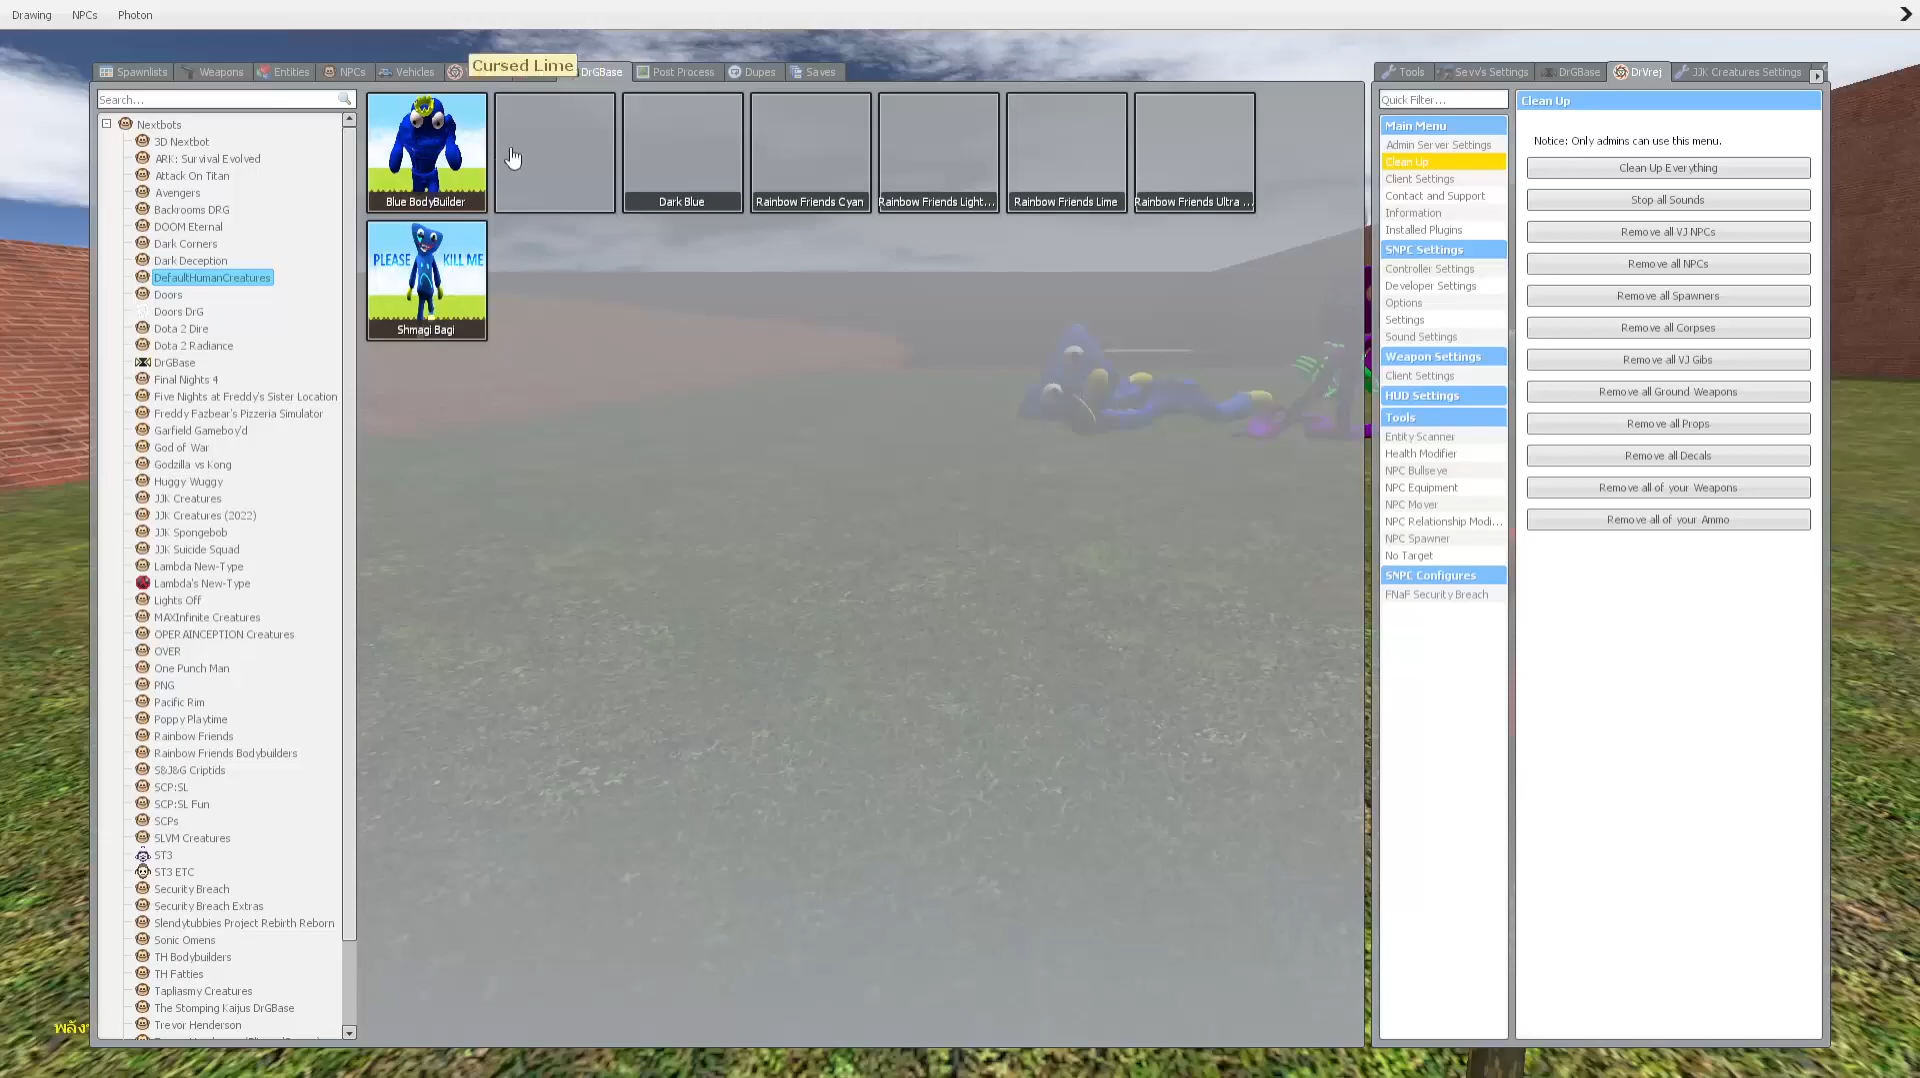 Drawing NPCs Photon
Cursed Lime
Spawnlists Weapons Entities NPCs Vehicles DrGBase Post Process Dupes Saves
Tools Sevv's Settings DrGBase DrVrej JJK Creatures Settings
Search...
Nextbots
3D Nextbot
ARK: Survival Evolved
Attack On Titan
Avengers
Backrooms DRG
DOOM Eternal
Dark Corners
Dark Deception
DefaultHumanCreatures
Doors
Doors DrG
Dota 2 Dire
Dota 2 Radiance
DrGBase
Final Nights 4
Five Nights at Freddy's Sister Location
Freddy Fazbear's Pizzeria Simulator
Garfield Gameboy'd
God of War
Godzilla vs Kong
Huggy Wuggy
JJK Creatures
JJK Creatures (2022)
JJK Spongebob
JJK Suicide Squad
Lambda New-Type
Lambda's New-Type
Lights Off
MAXInfinite Creatures
OPERAINCEPTION Creatures
OVER
One Punch Man
PNG
Pacific Rim
Poppy Playtime
Rainbow Friends
Rainbow Friends Bodybuilders
S&J&G Criptids
SCP:SL
SCP:SL Fun
SCPs
SLVM Creatures
ST3
ST3 ETC
Security Breach
Security Breach Extras
Slendytubbies Project Rebirth Reborn
Sonic Omens
TH Bodybuilders
TH Fatties
Tapliasmy Creatures
The Stomping Kaijus DrGBase
Trevor Henderson
Blue BodyBuilder
Dark Blue
Rainbow Friends Cyan
Rainbow Friends Light...
Rainbow Friends Lime
Rainbow Friends Ultra ...
PLEASE KILL ME
Shmagi Bagi
Quick Filter...
Main Menu
Admin Server Settings
Clean Up
Client Settings
Contact and Support
Information
Installed Plugins
SNPC Settings
Controller Settings
Developer Settings
Options
Settings
Sound Settings
Weapon Settings
Client Settings
HUD Settings
Tools
Entity Scanner
Health Modifier
NPC Bullseye
NPC Equipment
NPC Mover
NPC Relationship Modi...
NPC Spawner
No Target
SNPC Configures
FNaF Security Breach
Clean Up
Notice: Only admins can use this menu.
Clean Up Everything
Stop all Sounds
Remove all VJ NPCs
Remove all NPCs
Remove all Spawners
Remove all Corpses
Remove all VJ Gibs
Remove all Ground Weapons
Remove all Props
Remove all Decals
Remove all of your Weapons
Remove all of your Ammo
พลัง